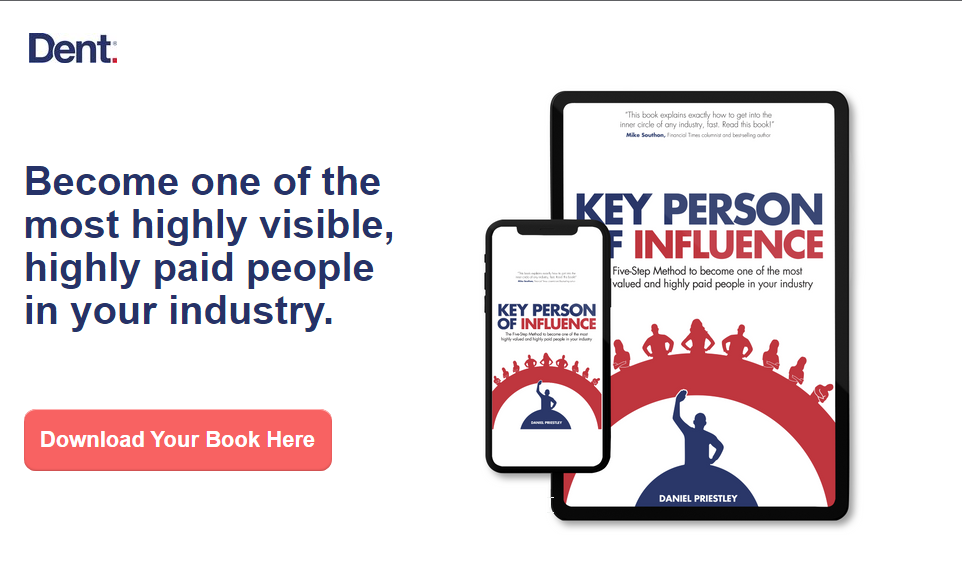 Dent.
Become one of the
most highly visible,
highly paid people
in your industry.
Download Your Book Here
"This book explains exactly how to get into the
inner circle of any industry, fast. Read this book!"
Mike Southon, Financial Times columnist and best-selling author
KEY PERSON
OF INFLUENCE
Five-Step Method to become one of the most
valued and highly paid people in your industry
DANIEL PRIESTLEY
KEY PERSON
OF INFLUENCE
The Five-Step Method to become one of the most
highly valued and highly paid people in your industry
DANIEL PRIESTLEY